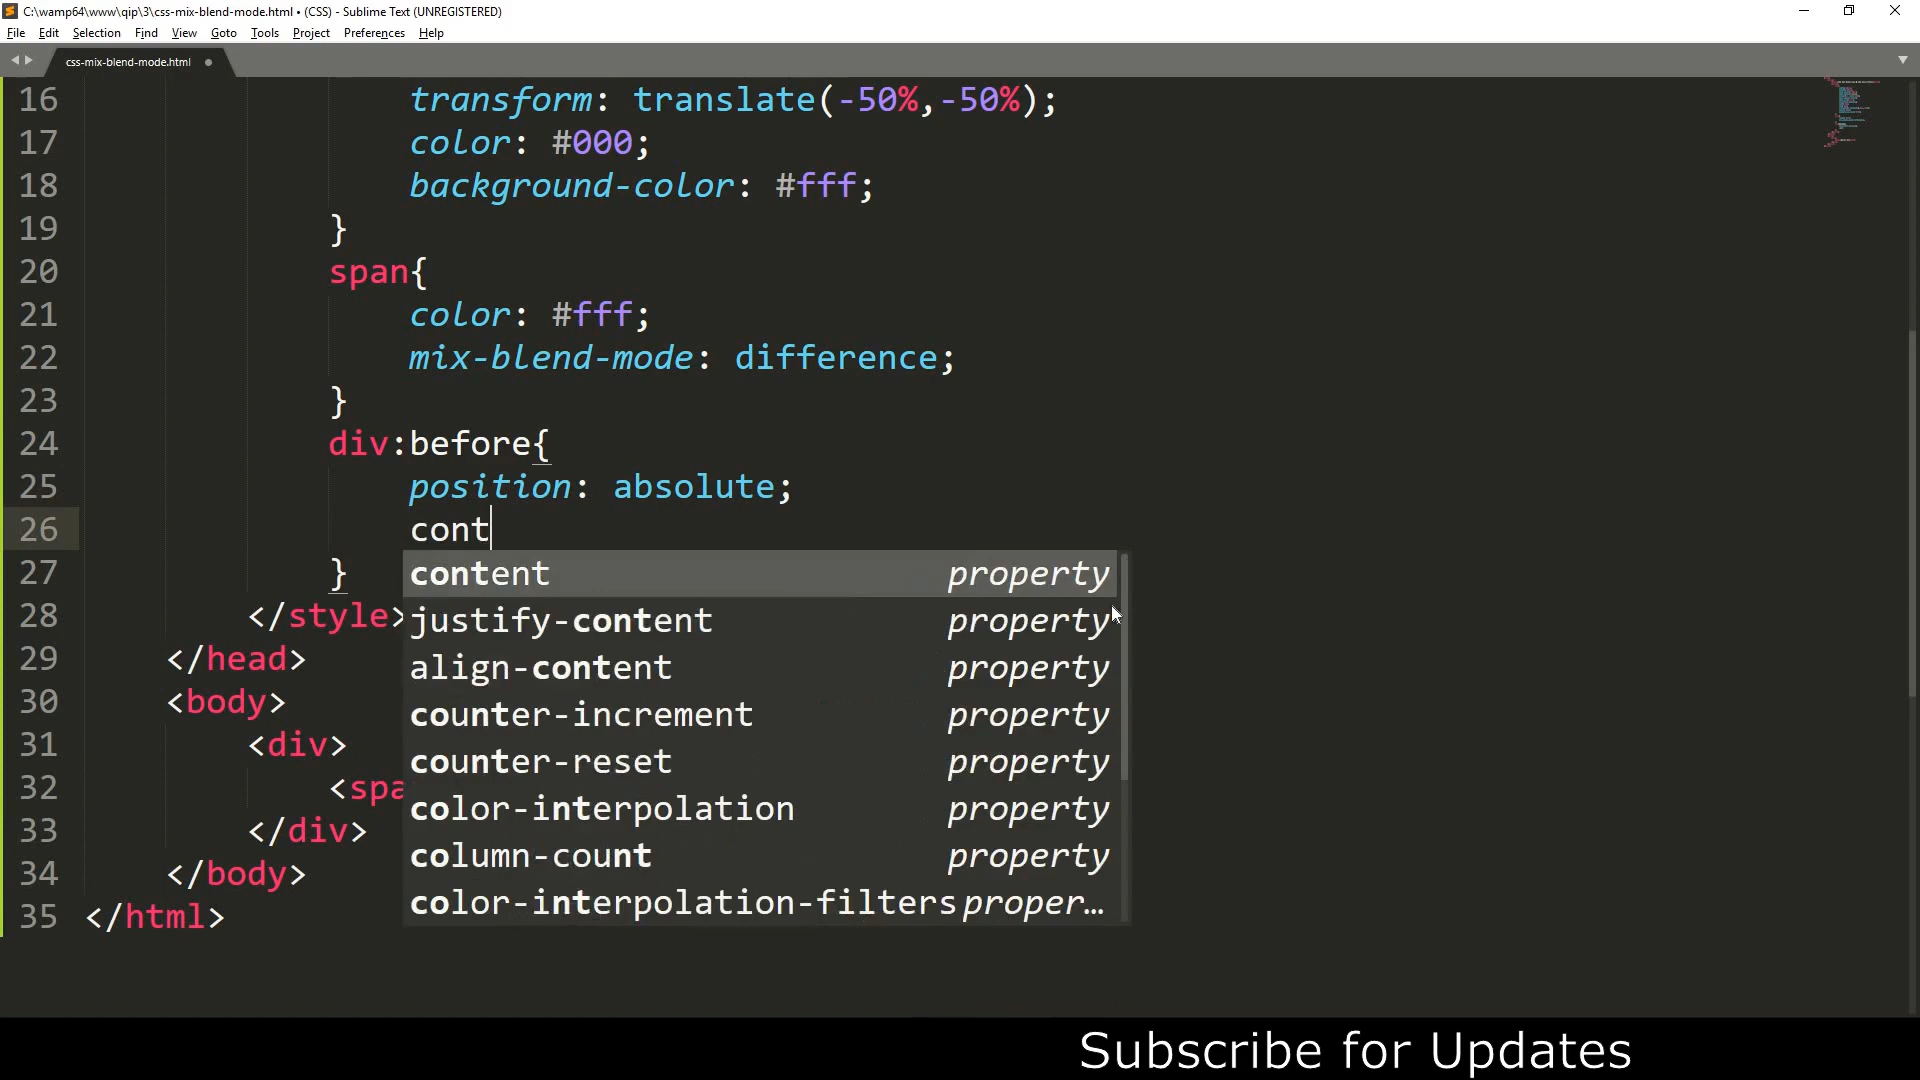 C:\wamp64\www\qip\3\css-mix-blend-mode.html • (CSS) - Sublime Text (UNREGISTERED)
File Edit Selection Find View Goto Tools Project Preferences Help
css-mix-blend-mode.html
16 transform: translate(-50%,-50%);
17 color: #000;
18 background-color: #fff;
19 }
20 span{
21 color: #fff;
22 mix-blend-mode: difference;
23 }
24 div:before{
25 position: absolute;
26 cont
27 }
content property
28 </style>
justify-content property
29 </head>
align-content property
30 <body>
counter-increment property
31 <div>
counter-reset property
32 <spa
color-interpolation property
33 </div>
column-count property
34 </body>
color-interpolation-filters proper…
35 </html>
Subscribe for Updates